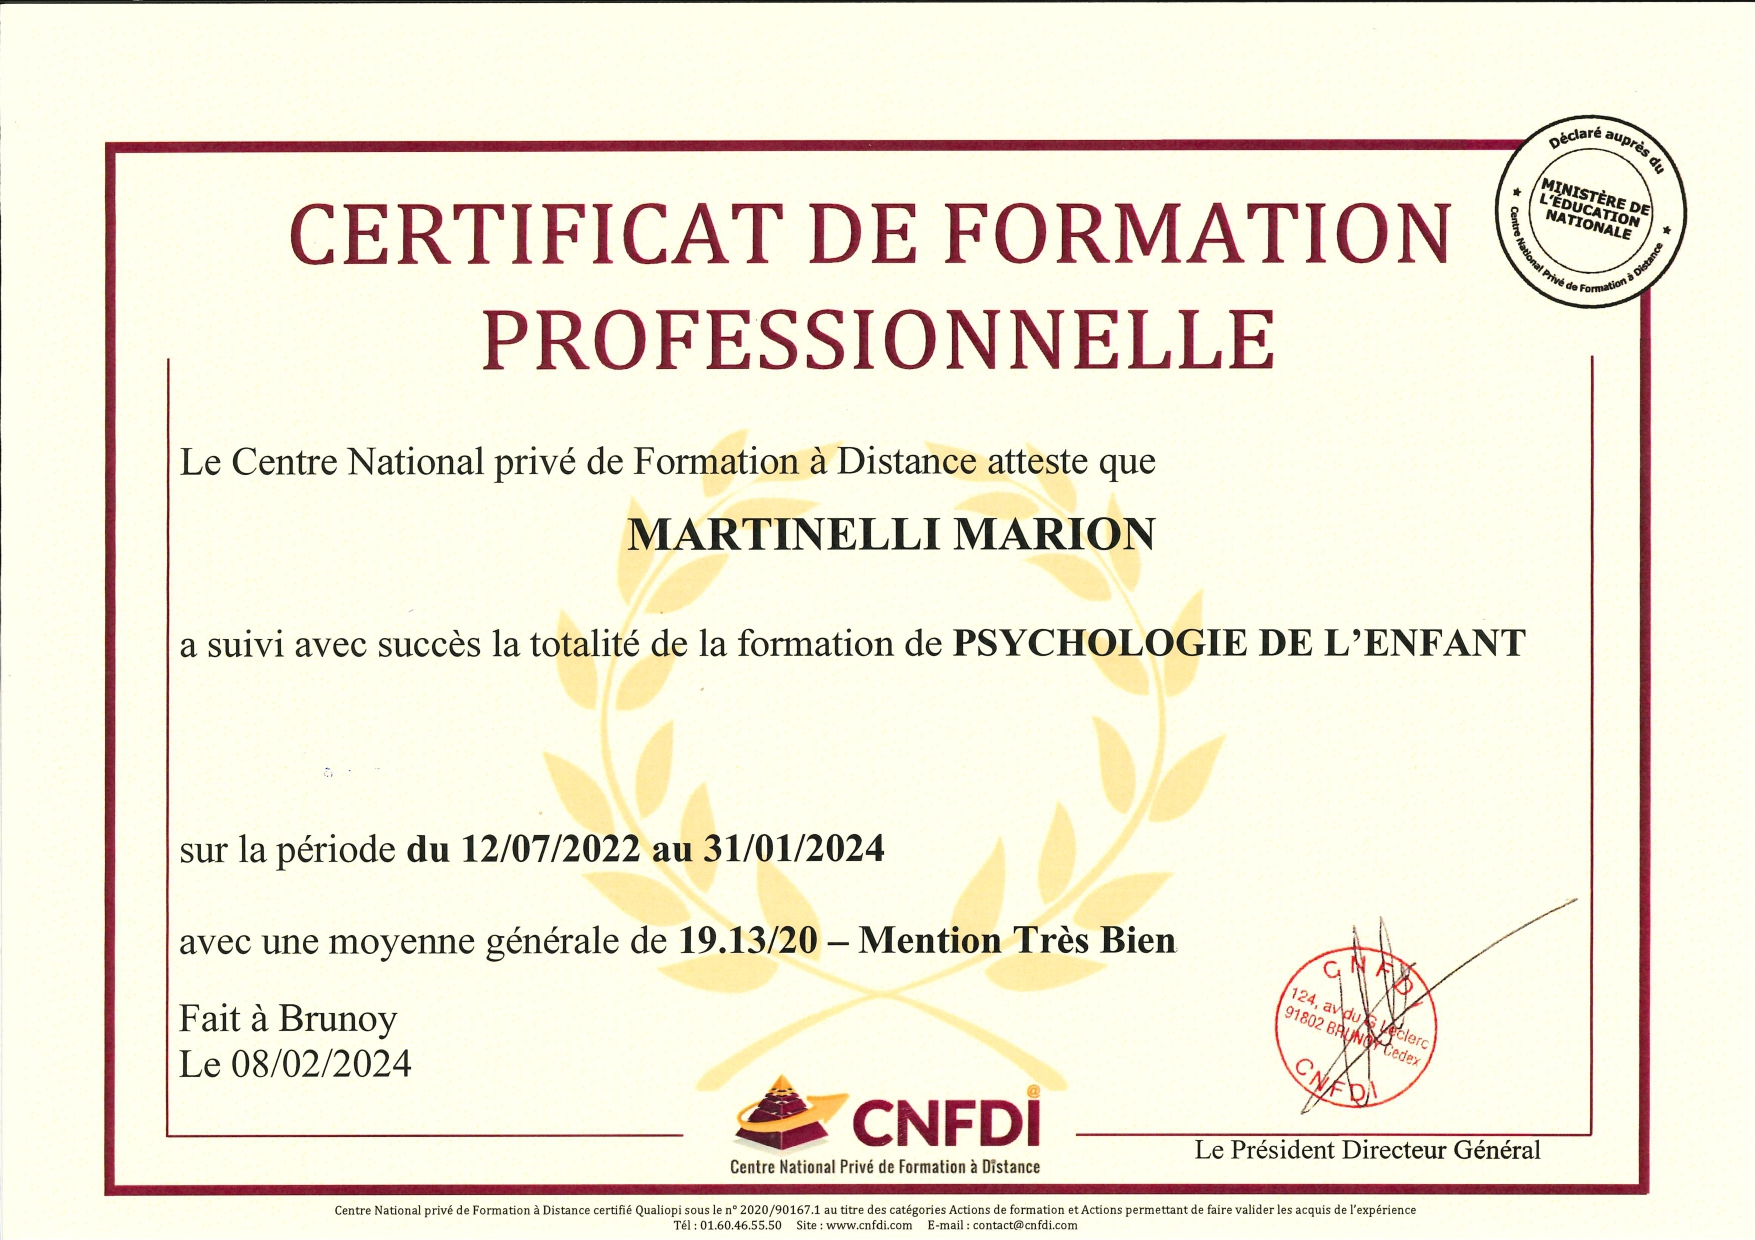 Déclaré auprès du
MINISTÈRE DE
L'ÉDUCATION
NATIONALE
★ Centre National Privé de Formation à Distance ★
CERTIFICAT DE FORMATION
PROFESSIONNELLE
Le Centre National privé de Formation à Distance atteste que
MARTINELLI MARION
a suivi avec succès la totalité de la formation de PSYCHOLOGIE DE L’ENFANT
sur la période du 12/07/2022 au 31/01/2024
avec une moyenne générale de 19.13/20 – Mention Très Bien
Fait à Brunoy
Le 08/02/2024
CNFDI
124, av du G Leclerc
91802 BRUNOY Cedex
CNFDI
CNFDI@
Centre National Privé de Formation à Distance
Le Président Directeur Général
Centre National privé de Formation à Distance certifié Qualiopi sous le n° 2020/90167.1 au titre des catégories Actions de formation et Actions permettant de faire valider les acquis de l’expérience
Tél : 01.60.46.55.50 Site : www.cnfdi.com E-mail : contact@cnfdi.com